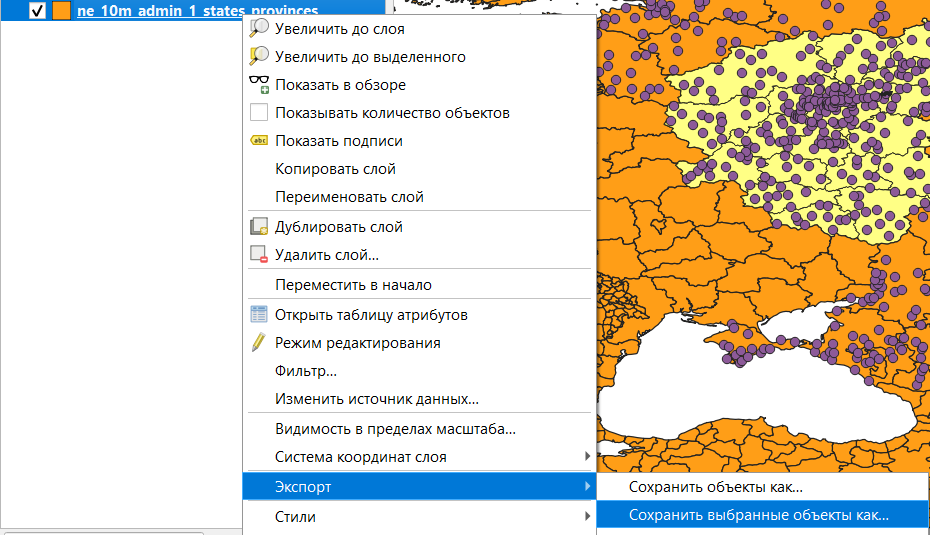 ne_10m_admin_1_states_provinces
Увеличить до слоя
Увеличить до выделенного
Показать в обзоре
Показывать количество объектов
abc Показать подписи
Копировать слой
Переименовать слой
Дублировать слой
Удалить слой...
Переместить в начало
Открыть таблицу атрибутов
Режим редактирования
Фильтр...
Изменить источник данных...
Видимость в пределах масштаба...
Система координат слоя
Экспорт
Сохранить объекты как...
Стили
Сохранить выбранные объекты как...